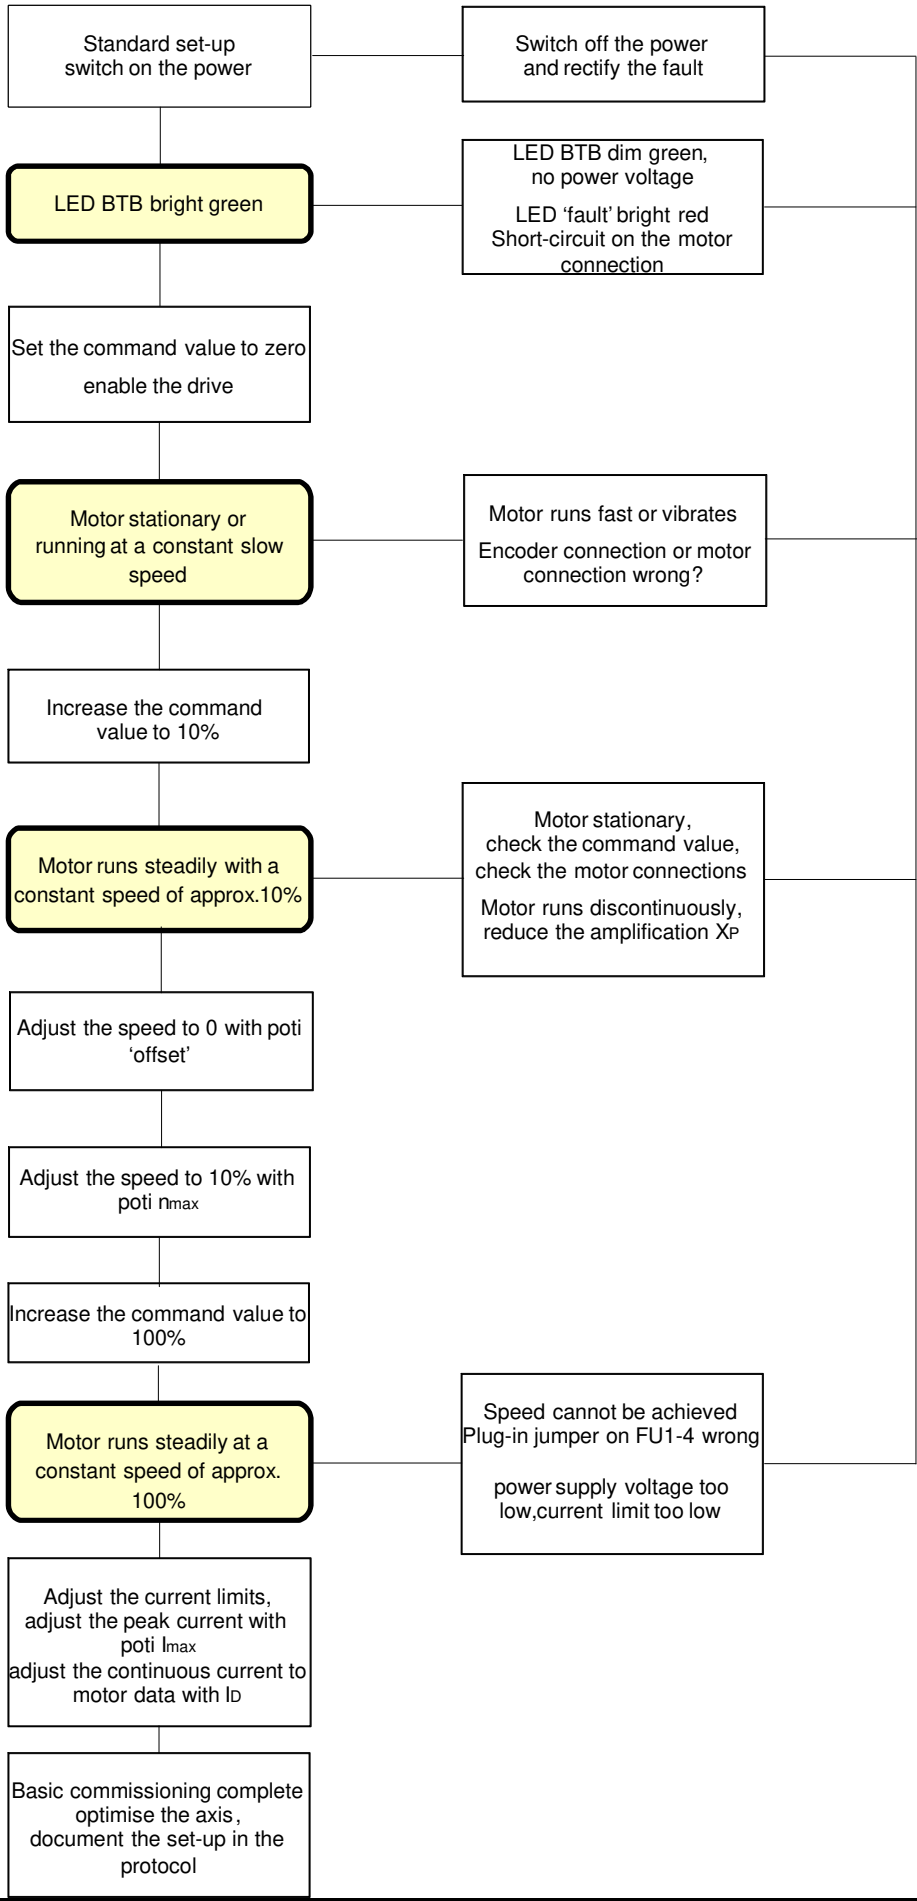 Standard set-up
switch on the power
Switch off the power
and rectify the fault
LED BTB bright green
LED BTB dim green,
no power voltage
LED ‘fault’ bright red
Short-circuit on the motor
connection
Set the command value to zero
enable the drive
Motor stationary or
running at a constant slow
speed
Motor runs fast or vibrates
Encoder connection or motor
connection wrong?
Increase the command
value to 10%
Motor runs steadily with a
constant speed of approx.10%
Motor stationary,
check the command value,
check the motor connections
Motor runs discontinuously,
reduce the amplification XP
Adjust the speed to 0 with poti
‘offset’
Adjust the speed to 10% with
poti nmax
Increase the command value to
100%
Motor runs steadily at a
constant speed of approx.
100%
Speed cannot be achieved
Plug-in jumper on FU1-4 wrong
power supply voltage too
low,current limit too low
Adjust the current limits,
adjust the peak current with
poti Imax
adjust the continuous current to
motor data with ID
Basic commissioning complete
optimise the axis,
document the set-up in the
protocol